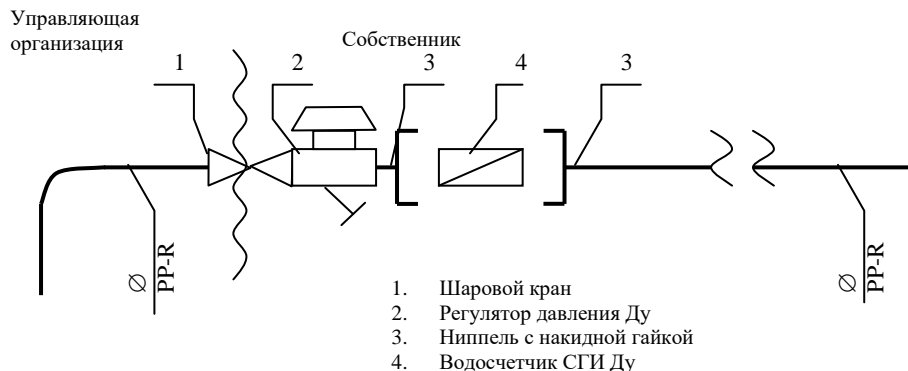 Управляющая
организация
Собственник
1
2
3
4
3
∅
PP-R
∅
PP-R
1. Шаровой кран
2. Регулятор давления Ду
3. Ниппель с накидной гайкой
4. Водосчетчик СГИ Ду